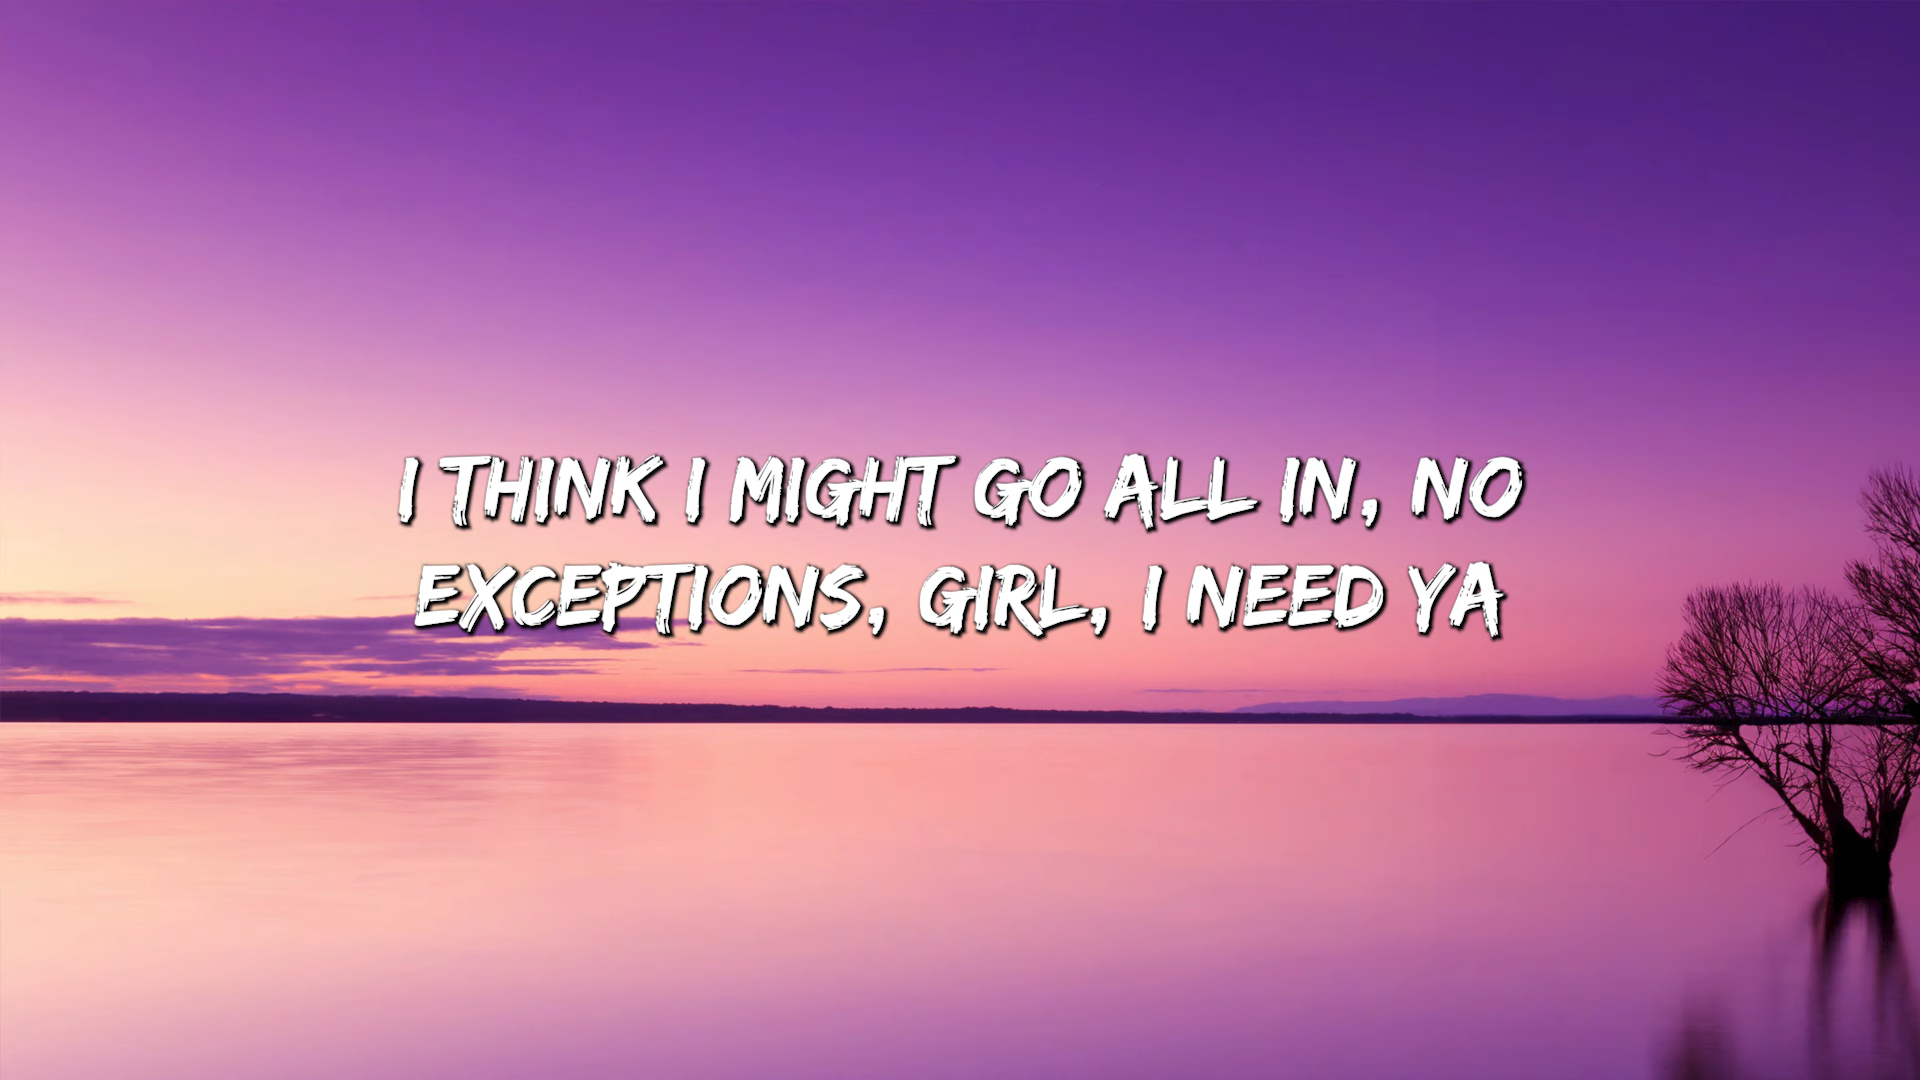 I THINK I MIGHT GO ALL IN, NO
EXCEPTIONS, GIRL, I NEED YA